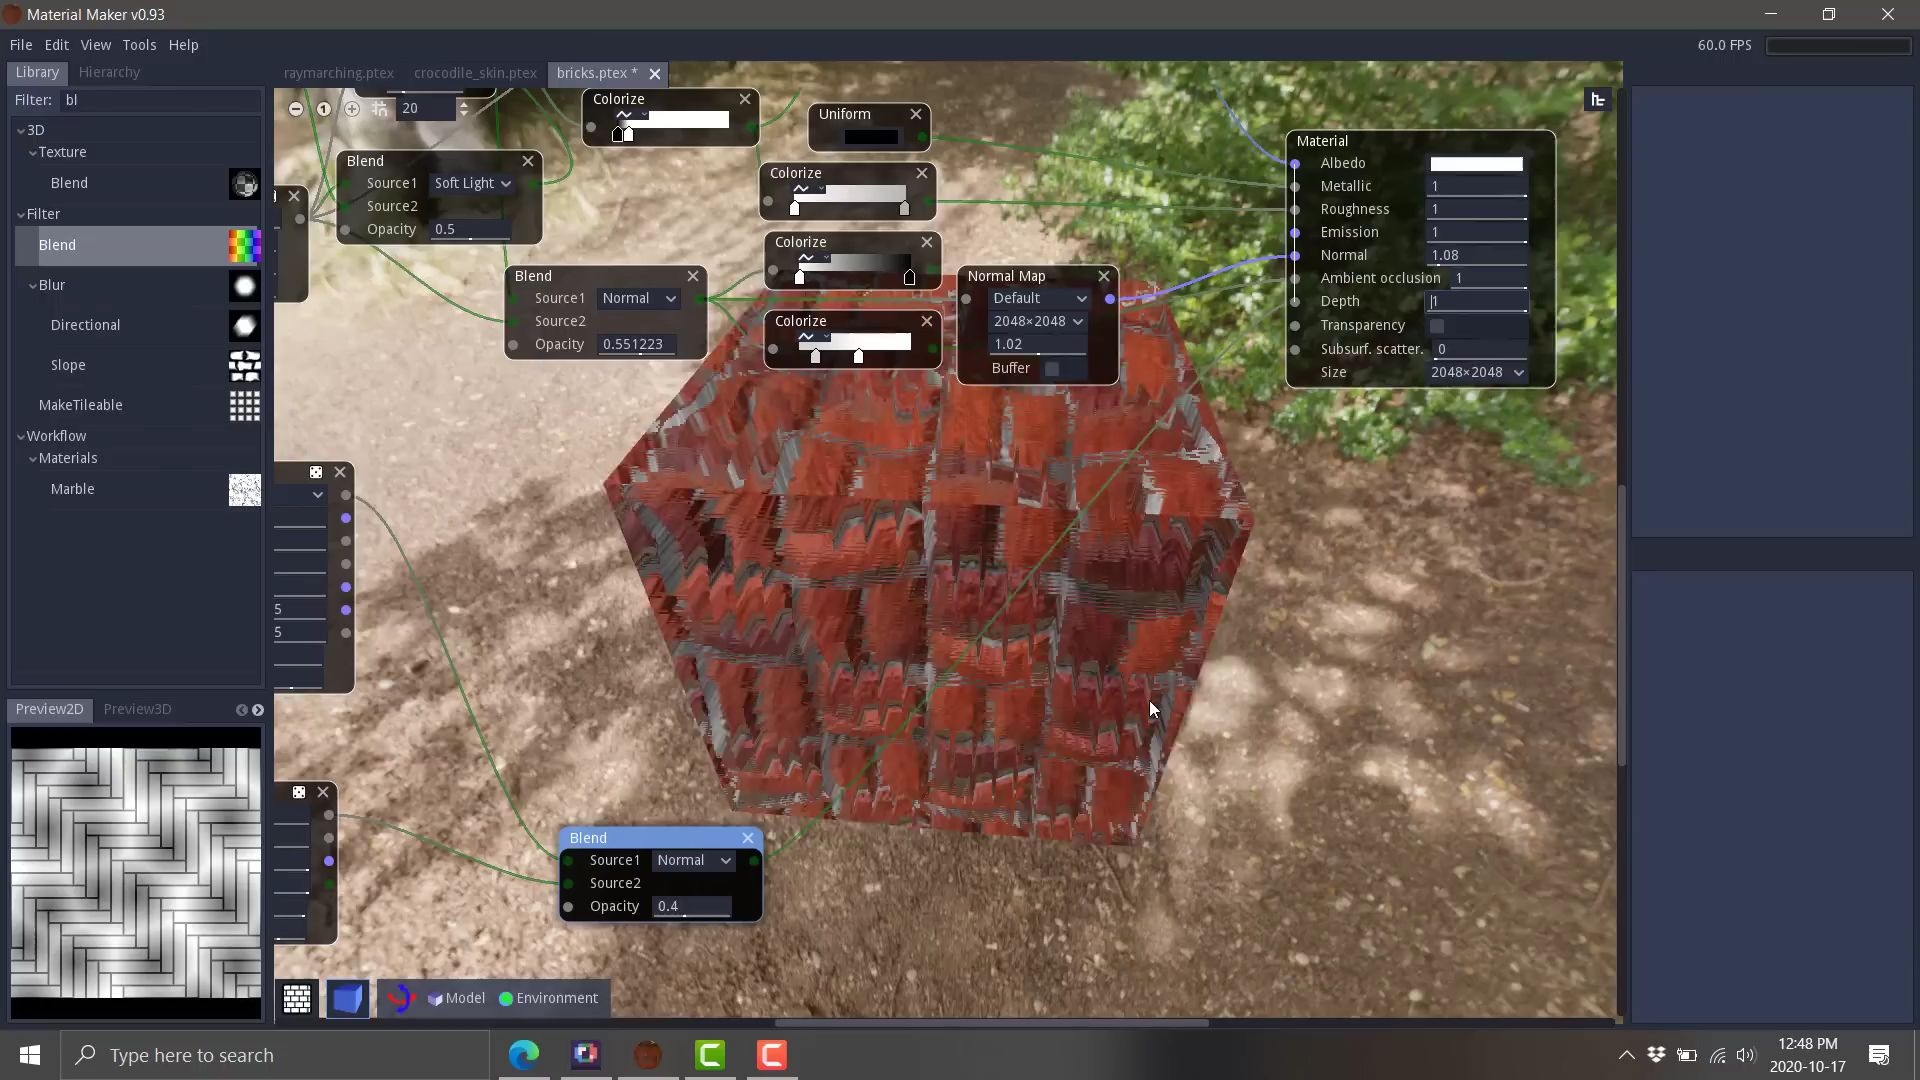 Material Maker v0.93
File Edit View Tools Help
60.0 FPS
Library Hierarchy
raymarching.ptex crocodile_skin.ptex bricks.ptex *
Filter: bl
1 20
3D
Texture
Blend
Filter
Blend
Blur
Directional
Slope
MakeTileable
Workflow
Materials
Marble
Colorize
Uniform
Blend
Source1 Soft Light
Source2
Opacity 0.5
Colorize
Colorize
Blend
Source1 Normal
Source2
Opacity 0.551223
Colorize
Normal Map
Default
2048×2048
1.02
Buffer
Material
Albedo
Metallic 1
Roughness 1
Emission 1
Normal 1.08
Ambient occlusion 1
Depth 1
Transparency
Subsurf. scatter. 0
Size 2048×2048
5
5
Preview2D Preview3D
Blend
Source1 Normal
Source2
Opacity 0.4
Model Environment
Type here to search
12:48 PM
2020-10-17